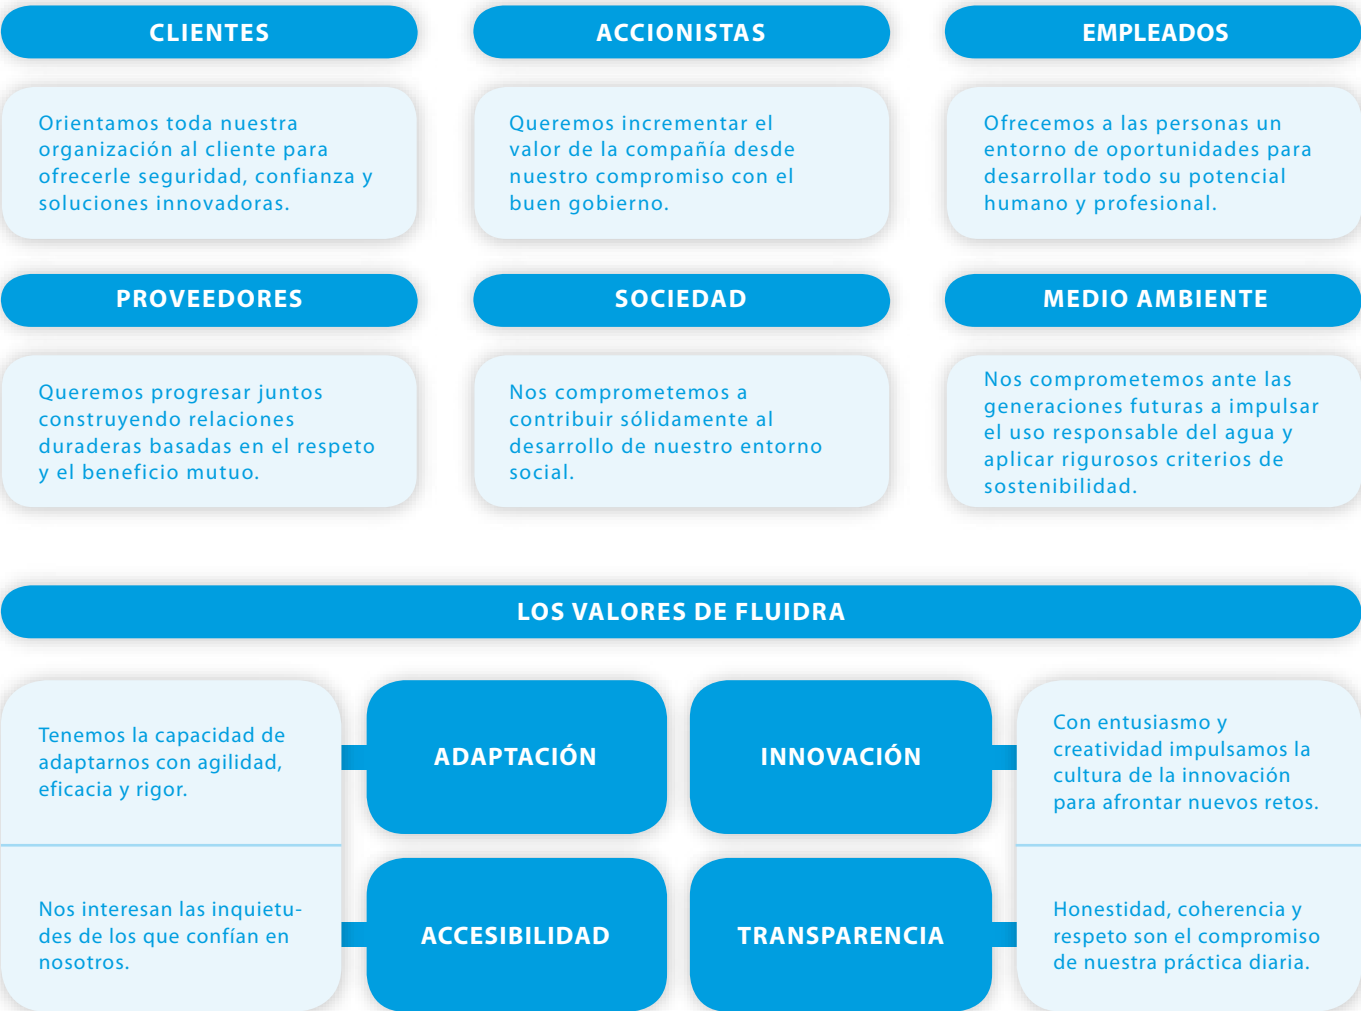 CLIENTES
Orientamos toda nuestra
organización al cliente para
ofrecerle seguridad, confianza y
soluciones innovadoras.
ACCIONISTAS
Queremos incrementar el
valor de la compañía desde
nuestro compromiso con el
buen gobierno.
EMPLEADOS
Ofrecemos a las personas un
entorno de oportunidades para
desarrollar todo su potencial
humano y profesional.
PROVEEDORES
Queremos progresar juntos
construyendo relaciones
duraderas basadas en el respeto
y el beneficio mutuo.
SOCIEDAD
Nos comprometemos a
contribuir sólidamente al
desarrollo de nuestro entorno
social.
MEDIO AMBIENTE
Nos comprometemos ante las
generaciones futuras a impulsar
el uso responsable del agua y
aplicar rigurosos criterios de
sostenibilidad.
LOS VALORES DE FLUIDRA
Tenemos la capacidad de
adaptarnos con agilidad,
eficacia y rigor.
ADAPTACIÓN
INNOVACIÓN
Con entusiasmo y
creatividad impulsamos la
cultura de la innovación
para afrontar nuevos retos.
Nos interesan las inquietu-
des de los que confían en
nosotros.
ACCESIBILIDAD
TRANSPARENCIA
Honestidad, coherencia y
respeto son el compromiso
de nuestra práctica diaria.